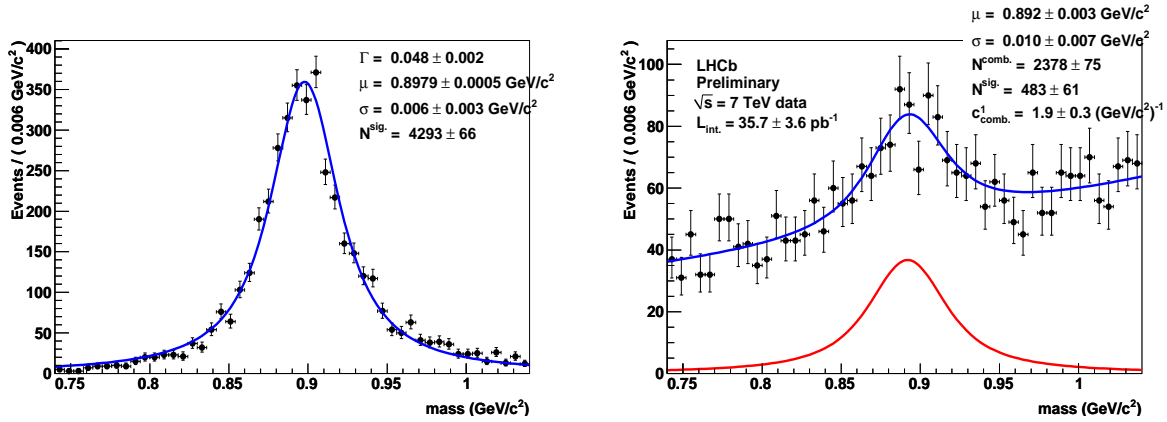 Events / ( 0.006 GeV/c² )
400
350
300
250
200
150
100
50
0
Γ = 0.048 ± 0.002
μ = 0.8979 ± 0.0005 GeV/c²
σ = 0.006 ± 0.003 GeV/c²
N^sig. = 4293 ± 66
0.75 0.8 0.85 0.9 0.95 1
mass (GeV/c²)
Events / ( 0.006 GeV/c² )
100
80
60
40
20
0
LHCb
Preliminary
√s = 7 TeV data
L_int. = 35.7 ± 3.6 pb⁻¹
μ = 0.892 ± 0.003 GeV/c²
σ = 0.010 ± 0.007 GeV/c²
N^comb. = 2378 ± 75
N^sig. = 483 ± 61
c¹_comb. = 1.9 ± 0.3 (GeV/c²)⁻¹
0.75 0.8 0.85 0.9 0.95 1
mass (GeV/c²)